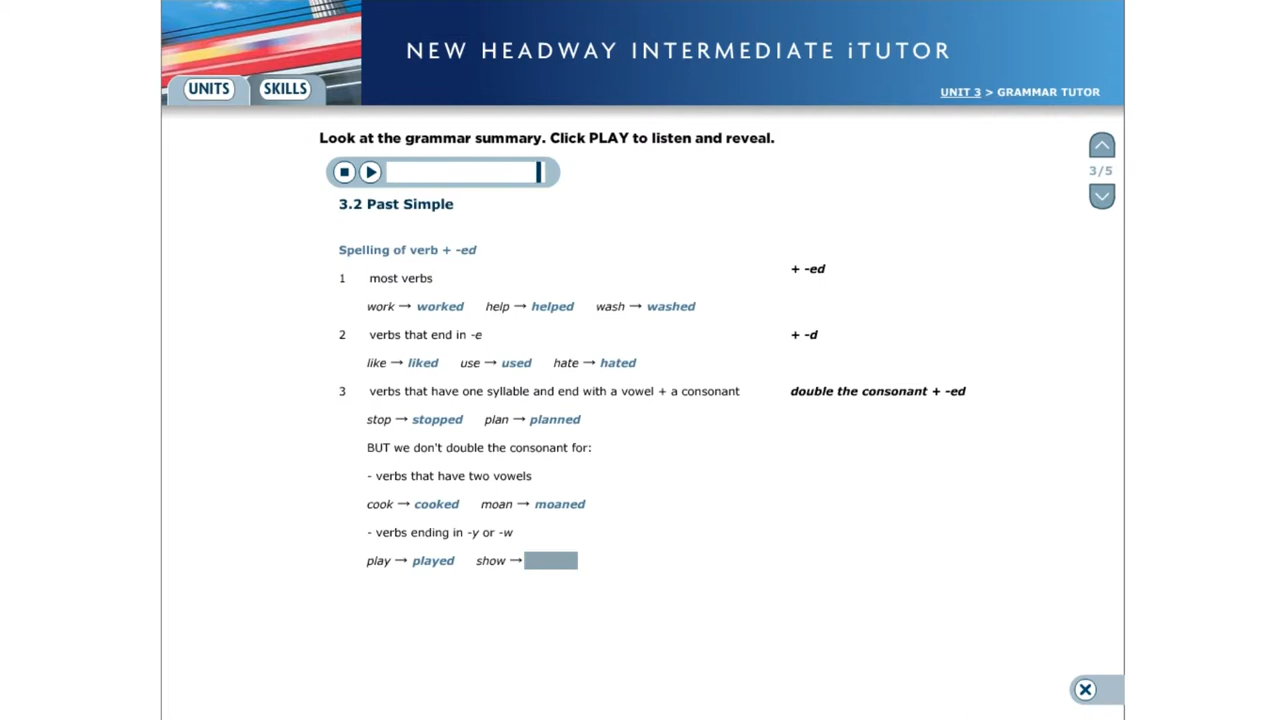 NEW HEADWAY INTERMEDIATE iTUTOR
UNITS SKILLS
UNIT 3 > GRAMMAR TUTOR
Look at the grammar summary. Click PLAY to listen and reveal.
3/5
3.2 Past Simple
Spelling of verb + -ed
1 most verbs + -ed
work → worked help → helped wash → washed
2 verbs that end in -e + -d
like → liked use → used hate → hated
3 verbs that have one syllable and end with a vowel + a consonant double the consonant + -ed
stop → stopped plan → planned
BUT we don't double the consonant for:
- verbs that have two vowels
cook → cooked moan → moaned
- verbs ending in -y or -w
play → played show →